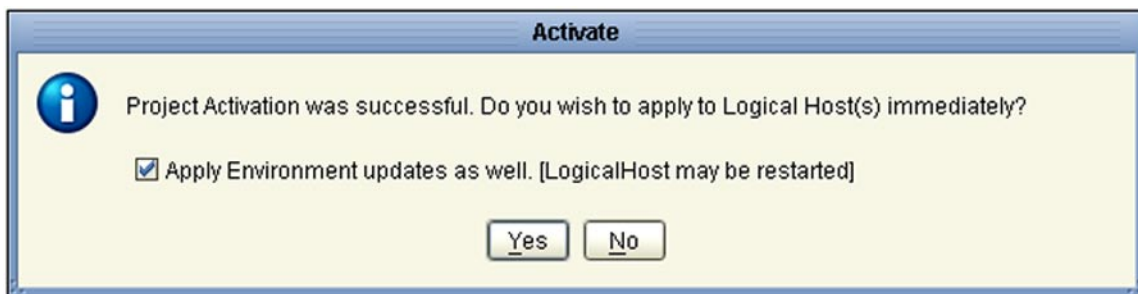 Activate
Project Activation was successful. Do you wish to apply to Logical Host(s) immediately?
Apply Environment updates as well. [LogicalHost may be restarted]
Yes No